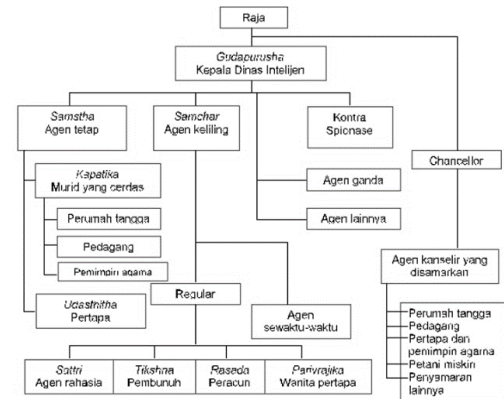 Raja
Gudapurusha
Kepala Dinas Intelijen
Samstha
Agen tetap
Samchar
Agen keliling
Kontra
Spionase
Chancellor
Kapatika
Murid yang cerdas
Agen ganda
Perumah tangga
Agen lainnya
Pedagang
Pemimpin agama
Agen kanselir yang
disamarkan
Udasthitha
Pertapa
Regular
Agen
sewaktu-waktu
Perumah tangga
Pedagang
Pertapa dan
pemimpin agama
Petani miskin
Penyamaran
lainnya
Sattri
Agen rahasia
Tikshna
Pembunuh
Rasada
Peracun
Parivrajika
Wanita pertapa